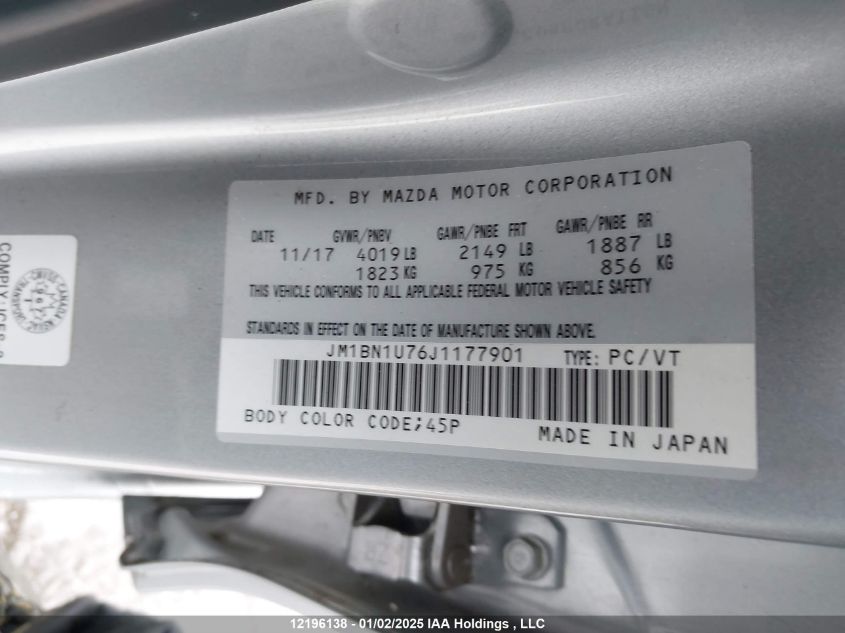 MFD. BY MAZDA MOTOR CORPORATION
DATE GVWR/PNBV GAWR/PNBE FRT GAWR/PNBE RR
11/17 4019 LB 2149 LB 1887 LB
1823 KG 975 KG 856 KG
THIS VEHICLE CONFORMS TO ALL APPLICABLE FEDERAL MOTOR VEHICLE SAFETY
STANDARDS IN EFFECT ON THE DATE OF MANUFACTURE SHOWN ABOVE.
JM1BN1U76J1177901 TYPE: PC/VT
BODY COLOR CODE;45P
MADE IN JAPAN
COMPLY:ICES-2
12196138 - 01/02/2025 IAA Holdings , LLC